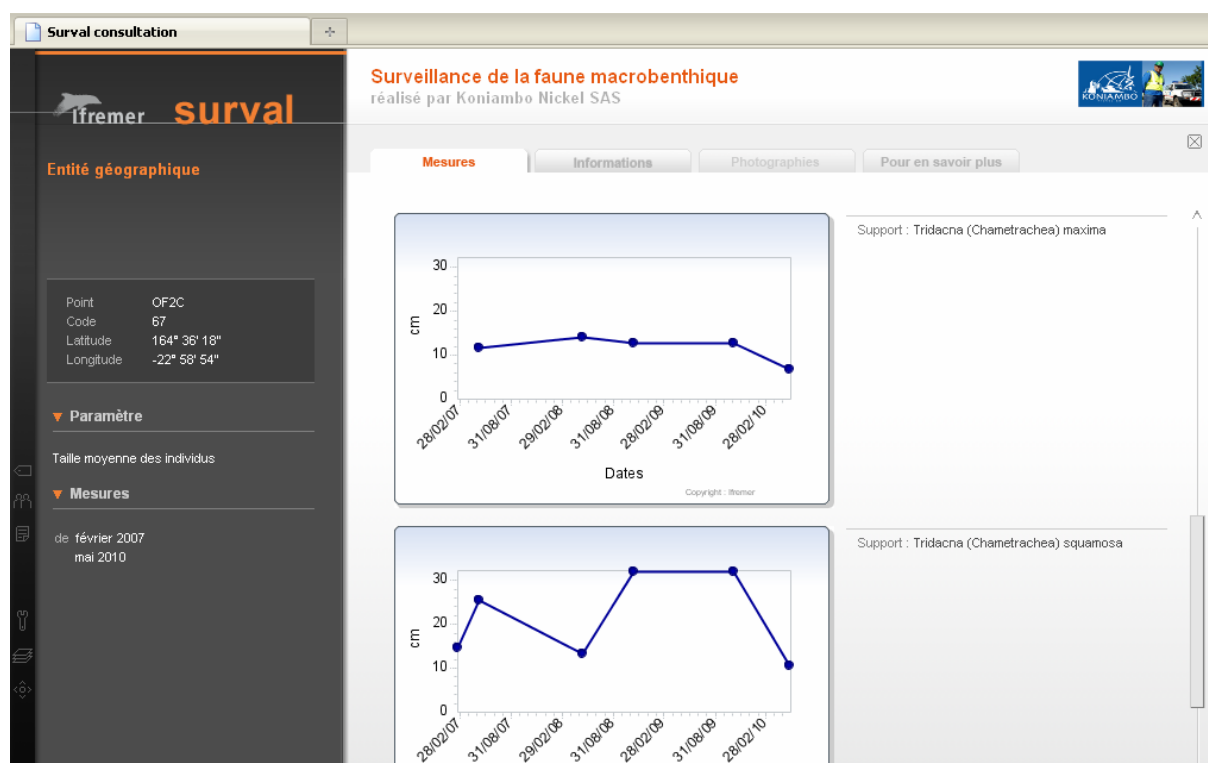 Surval consultation
Ifremer surval
Entité géographique
Point OF2C
Code 67
Latitude 164° 36' 18"
Longitude -22° 58' 54"
Paramètre
Taille moyenne des individus
Mesures
de février 2007
mai 2010
Surveillance de la faune macrobenthique
réalisé par Koniambo Nickel SAS
KONIAMBO
Mesures Informations Photographies Pour en savoir plus
30
20
10
0
cm
28/02/07 31/08/07 29/02/08 31/08/08 28/02/09 31/08/09 28/02/10
Dates
Copyright : Ifremer
Support : Tridacna (Chametrachea) maxima
30
20
10
0
cm
28/02/07 31/08/07 29/02/08 31/08/08 28/02/09 31/08/09 28/02/10
Support : Tridacna (Chametrachea) squamosa